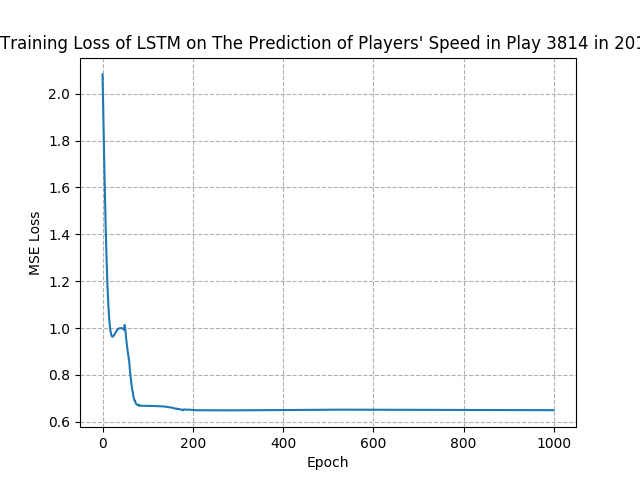 Training Loss of LSTM on The Prediction of Players' Speed in Play 3814 in 201
2.0
1.8
1.6
1.4
1.2
1.0
0.8
0.6
MSE Loss
0 200 400 600 800 1000
Epoch